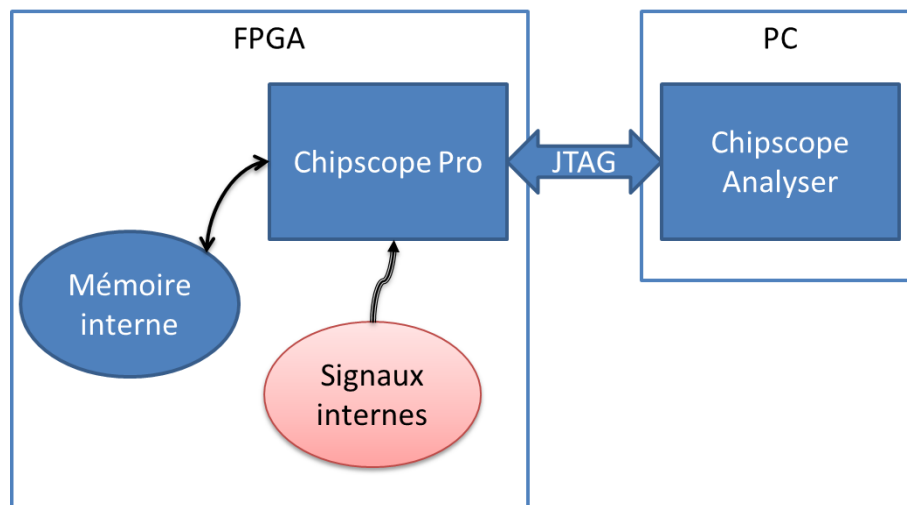 FPGA
PC
Chipscope Pro
JTAG
Chipscope
Analyser
Mémoire
interne
Signaux
internes